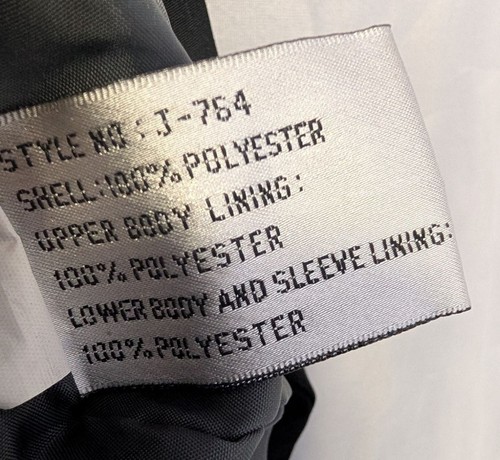 STYLE NO : J-764
SHELL:100% POLYESTER
UPPER BODY LINING:
100% POLYESTER
LOWER BODY AND SLEEVE LINING:
100% POLYESTER